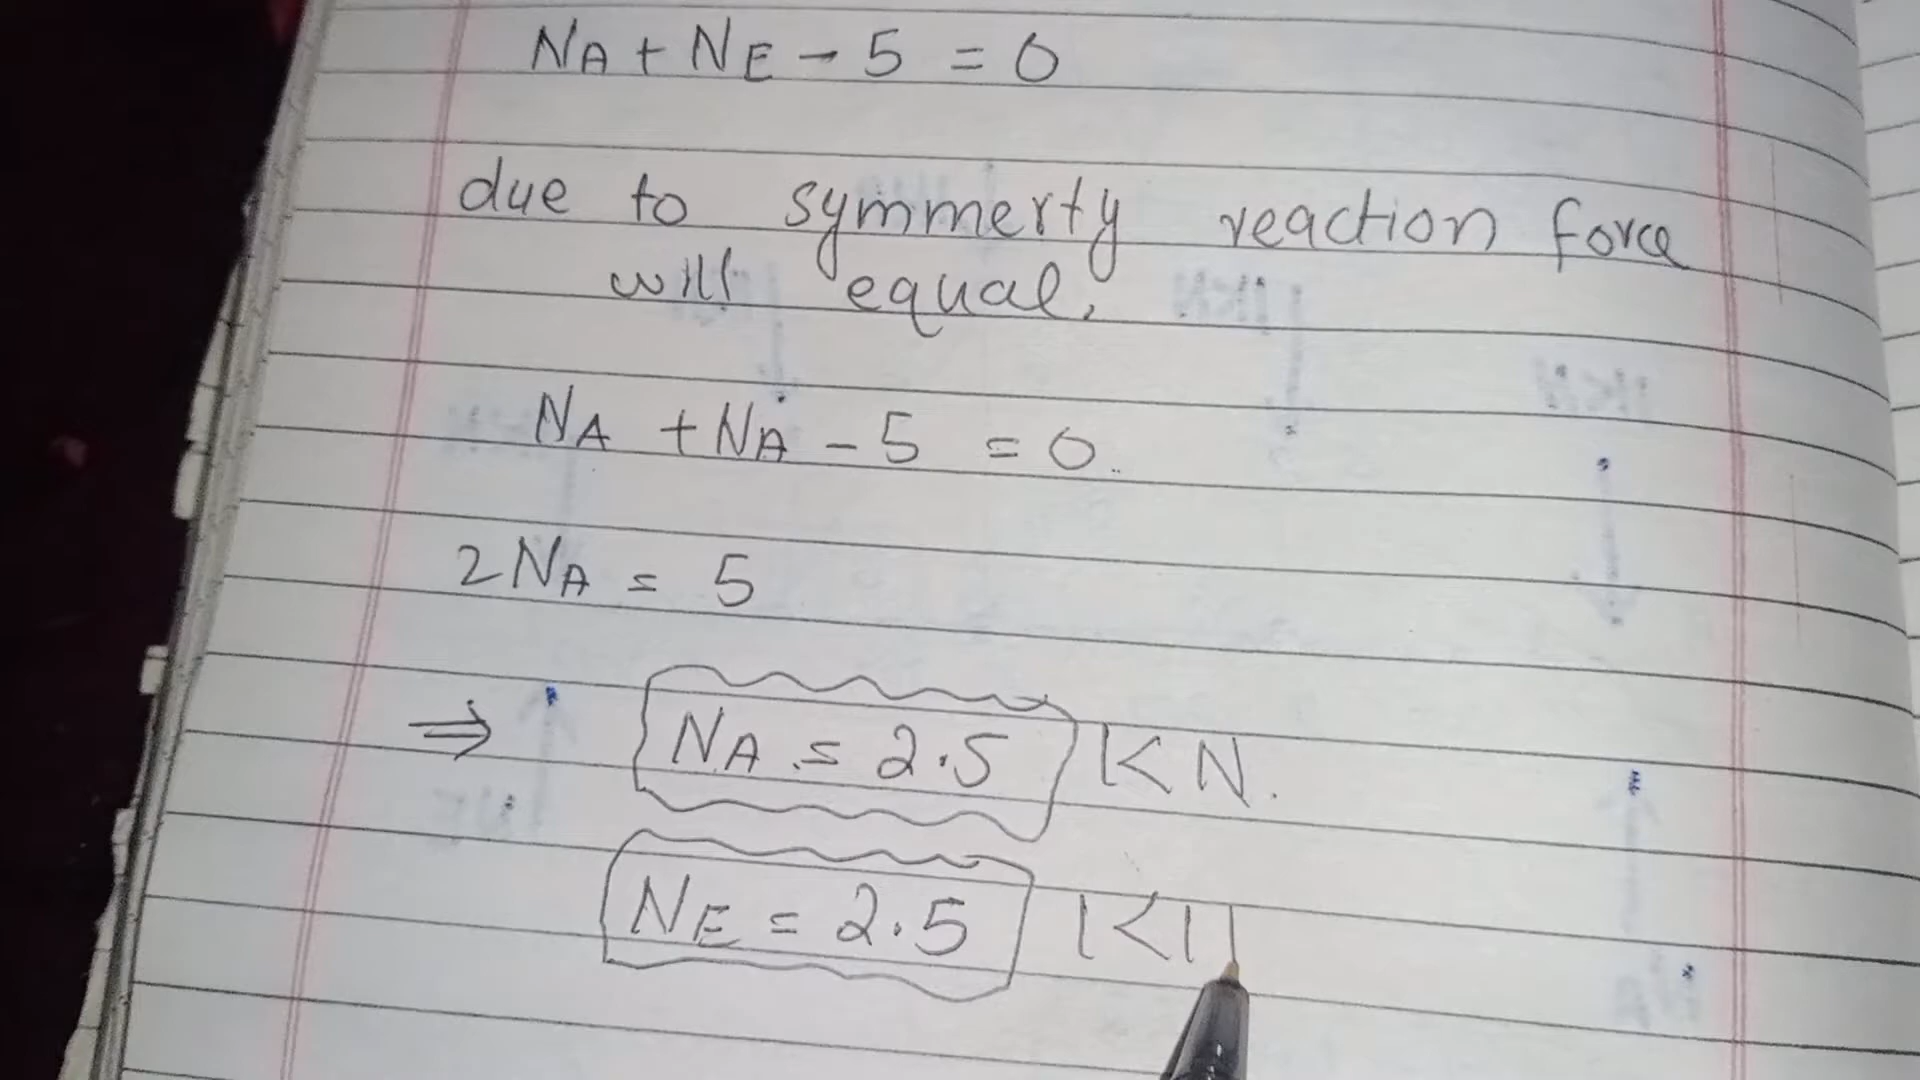 NA + NE - 5 = 0
due to symmerty reaction force
will equal,
NA + NA - 5 = 0.
2NA = 5
⇒ NA = 2.5 KN.
NE = 2.5 K